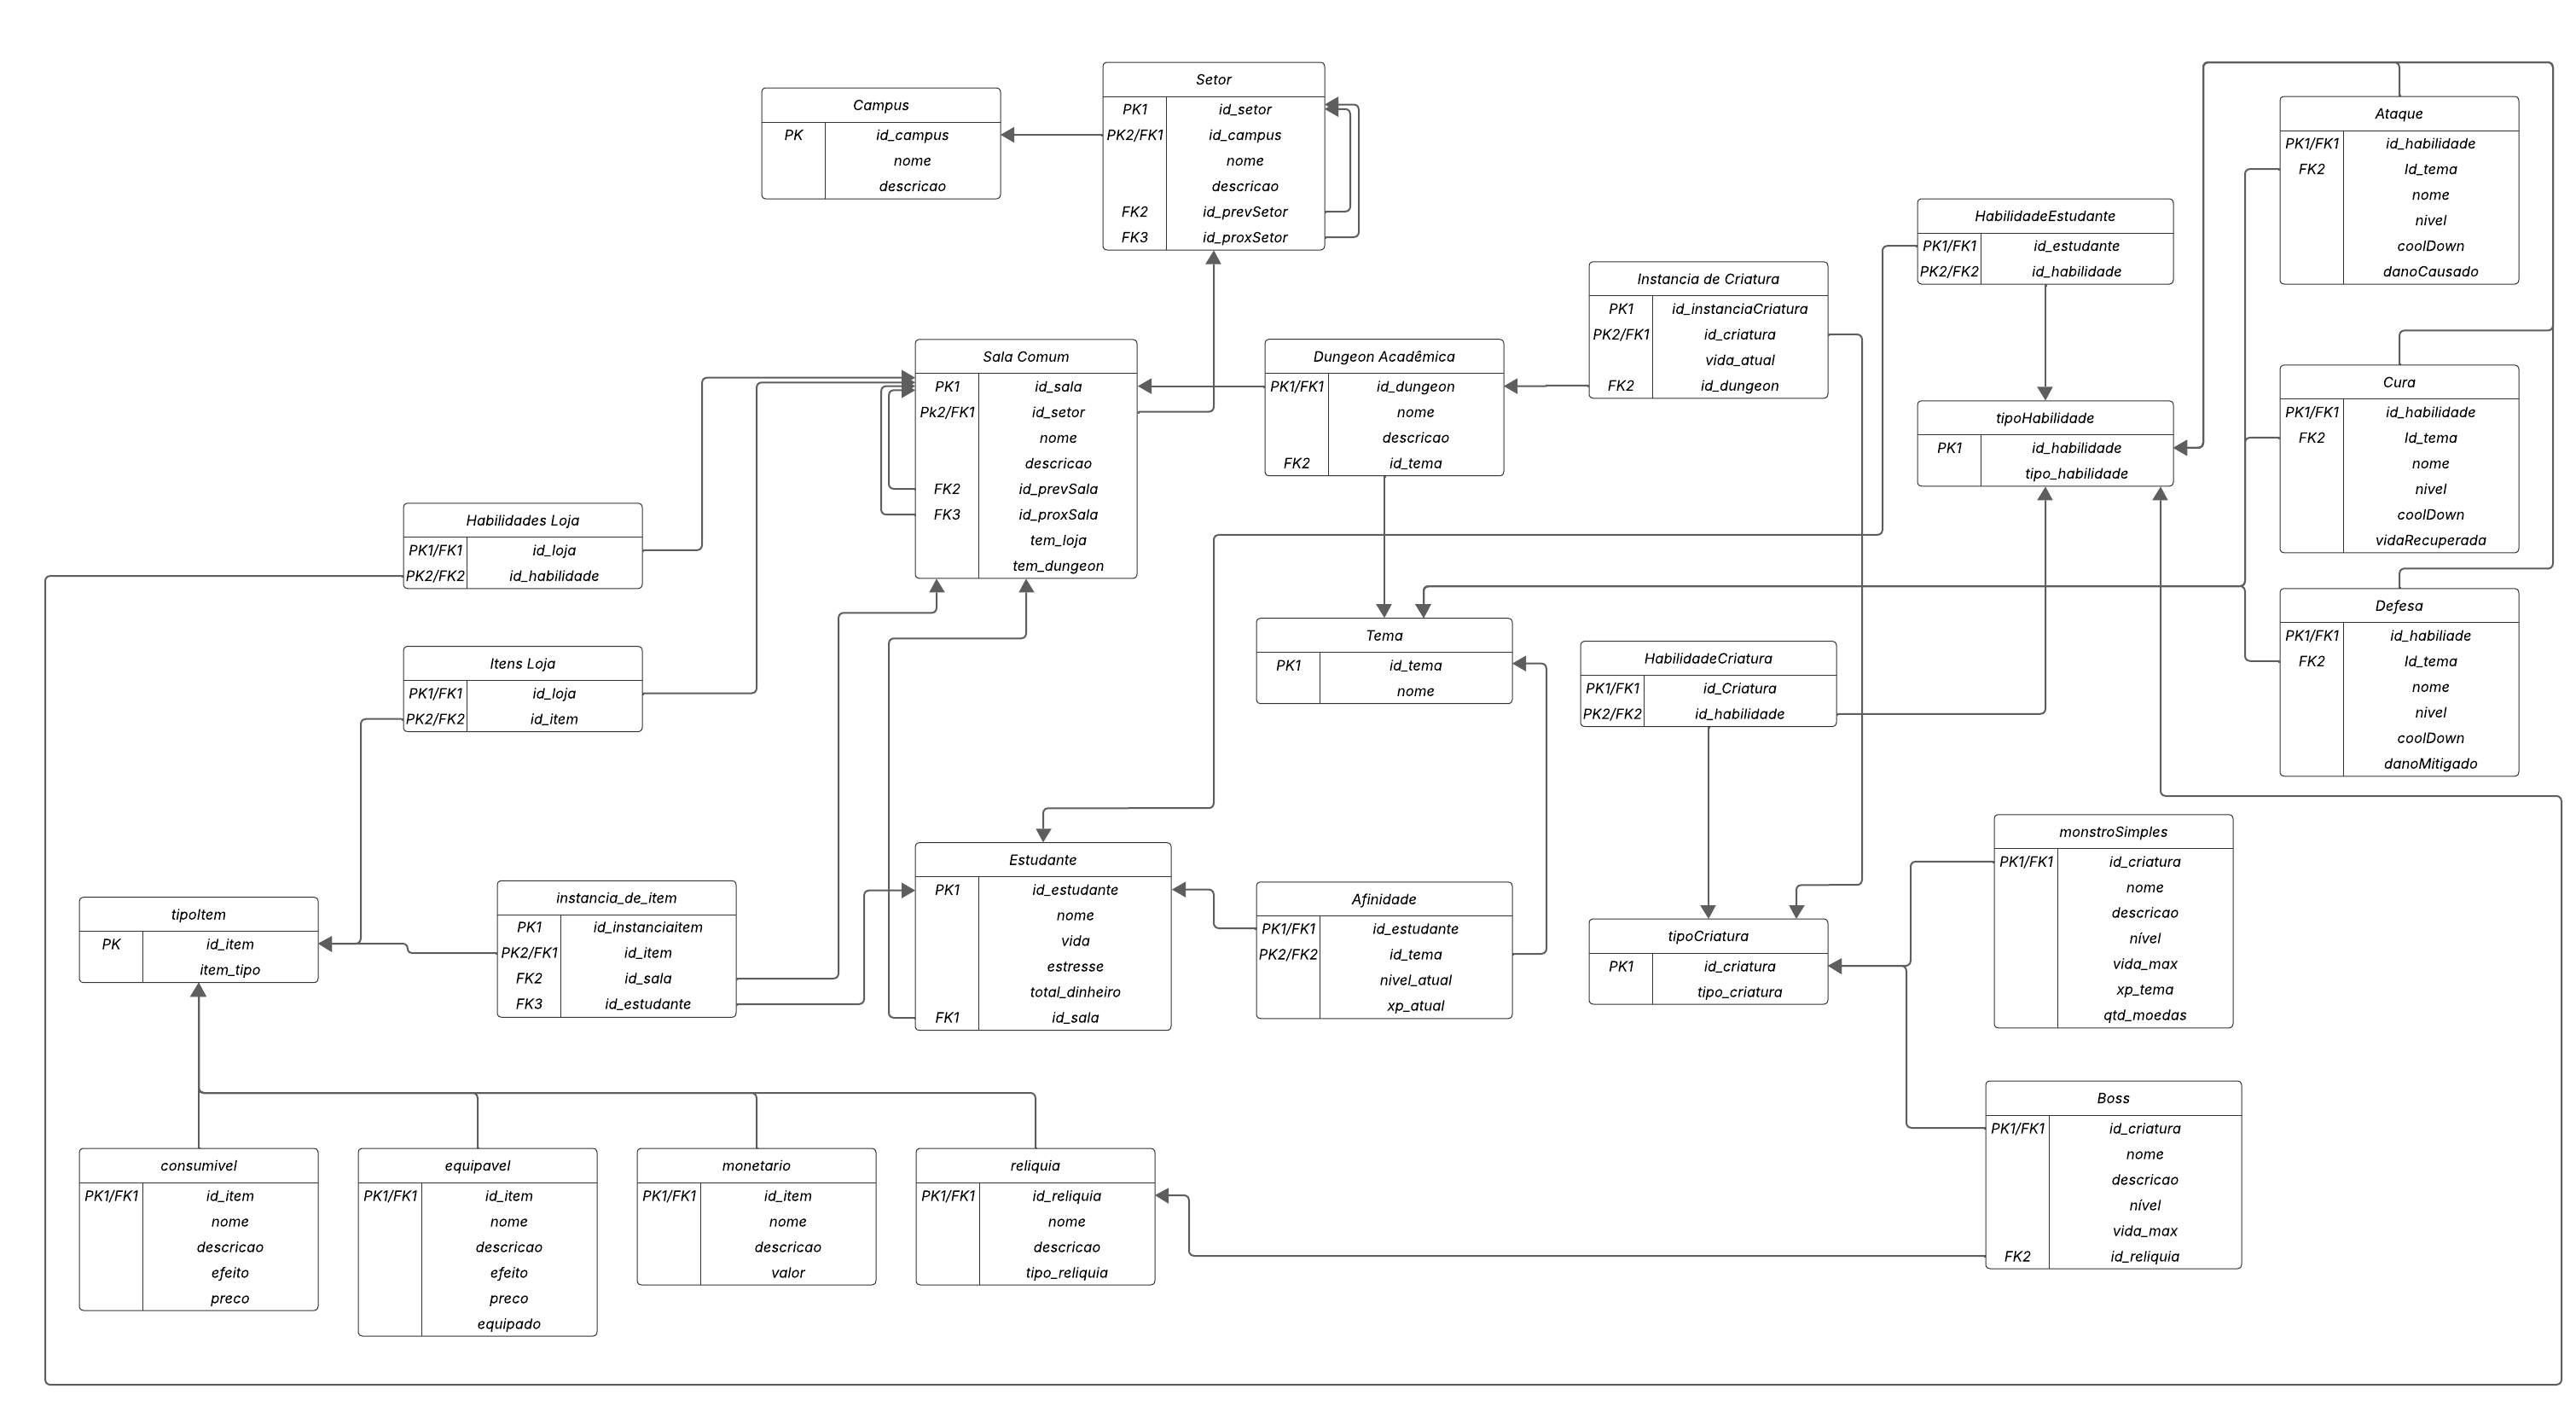 Setor
PK1 id_setor
PK2/FK1 id_campus
nome
descricao
FK2 id_prevSetor
FK3 id_proxSetor
Campus
PK id_campus
nome
descricao
Ataque
PK1/FK1 id_habilidade
FK2 Id_tema
nome
nivel
coolDown
danoCausado
HabilidadeEstudante
PK1/FK1 id_estudante
PK2/FK2 id_habilidade
Instancia de Criatura
PK1 id_instanciaCriatura
PK2/FK1 id_criatura
vida_atual
FK2 id_dungeon
Sala Comum
PK1 id_sala
Pk2/FK1 id_setor
nome
descricao
FK2 id_prevSala
FK3 id_proxSala
tem_loja
tem_dungeon
Dungeon Acadêmica
PK1/FK1 id_dungeon
nome
descricao
FK2 id_tema
Cura
PK1/FK1 id_habilidade
FK2 Id_tema
nome
nivel
coolDown
vidaRecuperada
tipoHabilidade
PK1 id_habilidade
tipo_habilidade
Habilidades Loja
PK1/FK1 id_loja
PK2/FK2 id_habilidade
Defesa
PK1/FK1 id_habiliade
FK2 Id_tema
nome
nivel
coolDown
danoMitigado
Tema
PK1 id_tema
nome
HabilidadeCriatura
PK1/FK1 id_Criatura
PK2/FK2 id_habilidade
Itens Loja
PK1/FK1 id_loja
PK2/FK2 id_item
monstroSimples
PK1/FK1 id_criatura
nome
descricao
nível
vida_max
xp_tema
qtd_moedas
Estudante
PK1 id_estudante
nome
vida
estresse
total_dinheiro
FK1 id_sala
instancia_de_item
PK1 id_instanciaitem
PK2/FK1 id_item
FK2 id_sala
FK3 id_estudante
Afinidade
PK1/FK1 id_estudante
PK2/FK2 id_tema
nivel_atual
xp_atual
tipoItem
PK id_item
item_tipo
tipoCriatura
PK1 id_criatura
tipo_criatura
Boss
PK1/FK1 id_criatura
nome
descricao
nível
vida_max
FK2 id_reliquia
consumivel
PK1/FK1 id_item
nome
descricao
efeito
preco
equipavel
PK1/FK1 id_item
nome
descricao
efeito
preco
equipado
monetario
PK1/FK1 id_item
nome
descricao
valor
reliquia
PK1/FK1 id_reliquia
nome
descricao
tipo_reliquia